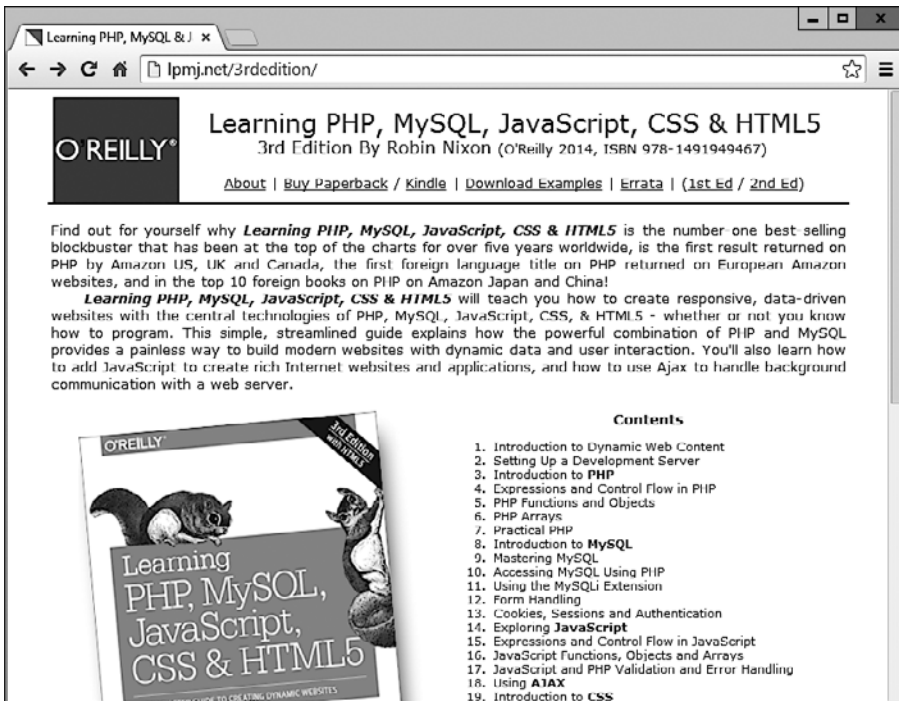 Learning PHP, MySQL & J
lpmj.net/3rdedition/
O'REILLY®
Learning PHP, MySQL, JavaScript, CSS & HTML5
3rd Edition By Robin Nixon (O'Reilly 2014, ISBN 978-1491949467)
About | Buy Paperback / Kindle | Download Examples | Errata | (1st Ed / 2nd Ed)
Find out for yourself why Learning PHP, MySQL, JavaScript, CSS & HTML5 is the number one best selling
blockbuster that has been at the top of the charts for over five years worldwide, is the first result returned on
PHP by Amazon US, UK and Canada, the first foreign language title on PHP returned on European Amazon
websites, and in the top 10 foreign books on PHP on Amazon Japan and China!
Learning PHP, MySQL, JavaScript, CSS & HTML5 will teach you how to create responsive, data-driven
websites with the central technologies of PHP, MySQL, JavaScript, CSS, & HTML5 - whether or not you know
how to program. This simple, streamlined guide explains how the powerful combination of PHP and MySQL
provides a painless way to build modern websites with dynamic data and user interaction. You'll also learn how
to add JavaScript to create rich Internet websites and applications, and how to use Ajax to handle background
communication with a web server.
O'REILLY®
3rd Edition
with HTML5
Learning
PHP, MySQL,
JavaScript,
CSS & HTML5
GUIDE TO CREATING DYNAMIC WEBSITES
Contents
1. Introduction to Dynamic Web Content
2. Setting Up a Development Server
3. Introduction to PHP
4. Expressions and Control Flow in PHP
5. PHP Functions and Objects
6. PHP Arrays
7. Practical PHP
8. Introduction to MySQL
9. Mastering MySQL
10. Accessing MySQL Using PHP
11. Using the MySQLi Extension
12. Form Handling
13. Cookies, Sessions and Authentication
14. Exploring JavaScript
15. Expressions and Control Flow in JavaScript
16. JavaScript Functions, Objects and Arrays
17. JavaScript and PHP Validation and Error Handling
18. Using AJAX
19. Introduction to CSS